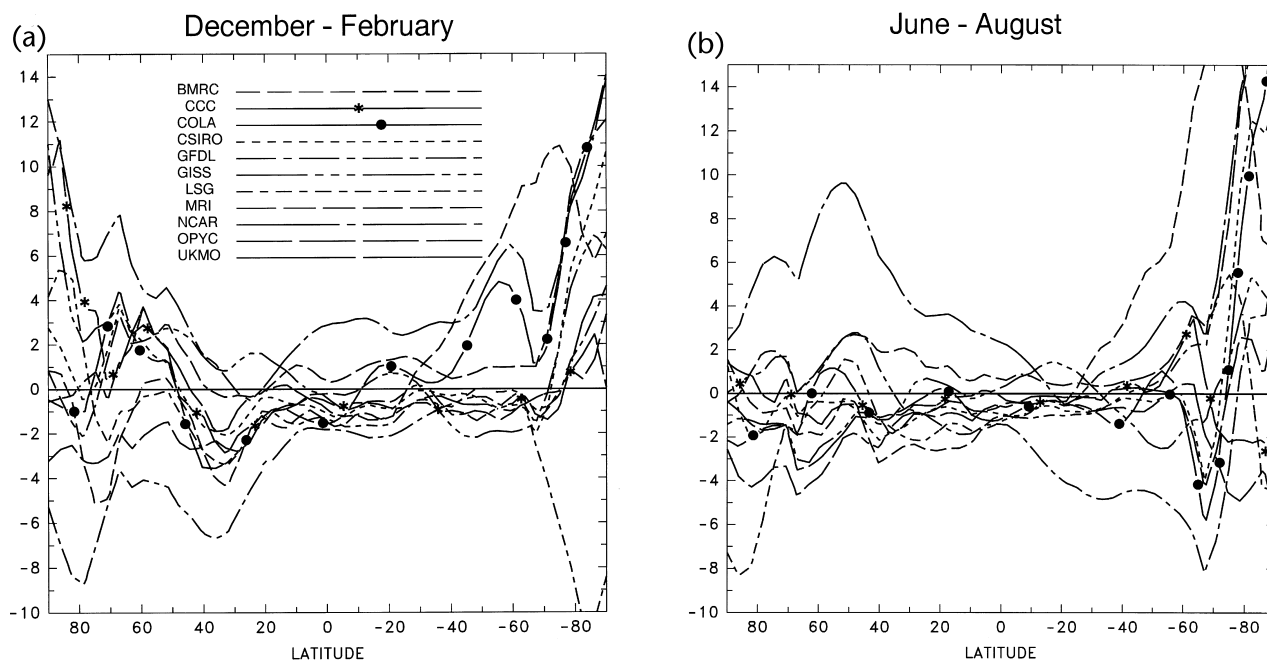 (a)
December - February
14
12
10
8
6
4
2
0
-2
-4
-6
-8
-10
BMRC
CCC
COLA
CSIRO
GFDL
GISS
LSG
MRI
NCAR
OPYC
UKMO
80 60 40 20 0 -20 -40 -60 -80
LATITUDE
(b)
June - August
14
12
10
8
6
4
2
0
-2
-4
-6
-8
-10
80 60 40 20 0 -20 -40 -60 -80
LATITUDE